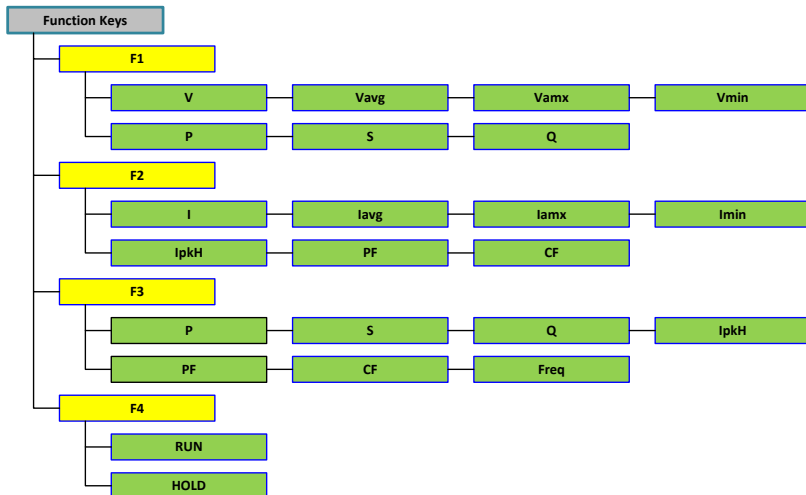 Function Keys
F1
V Vavg Vamx Vmin
P S Q
F2
I Iavg Iamx Imin
IpkH PF CF
F3
P S Q IpkH
PF CF Freq
F4
RUN
HOLD